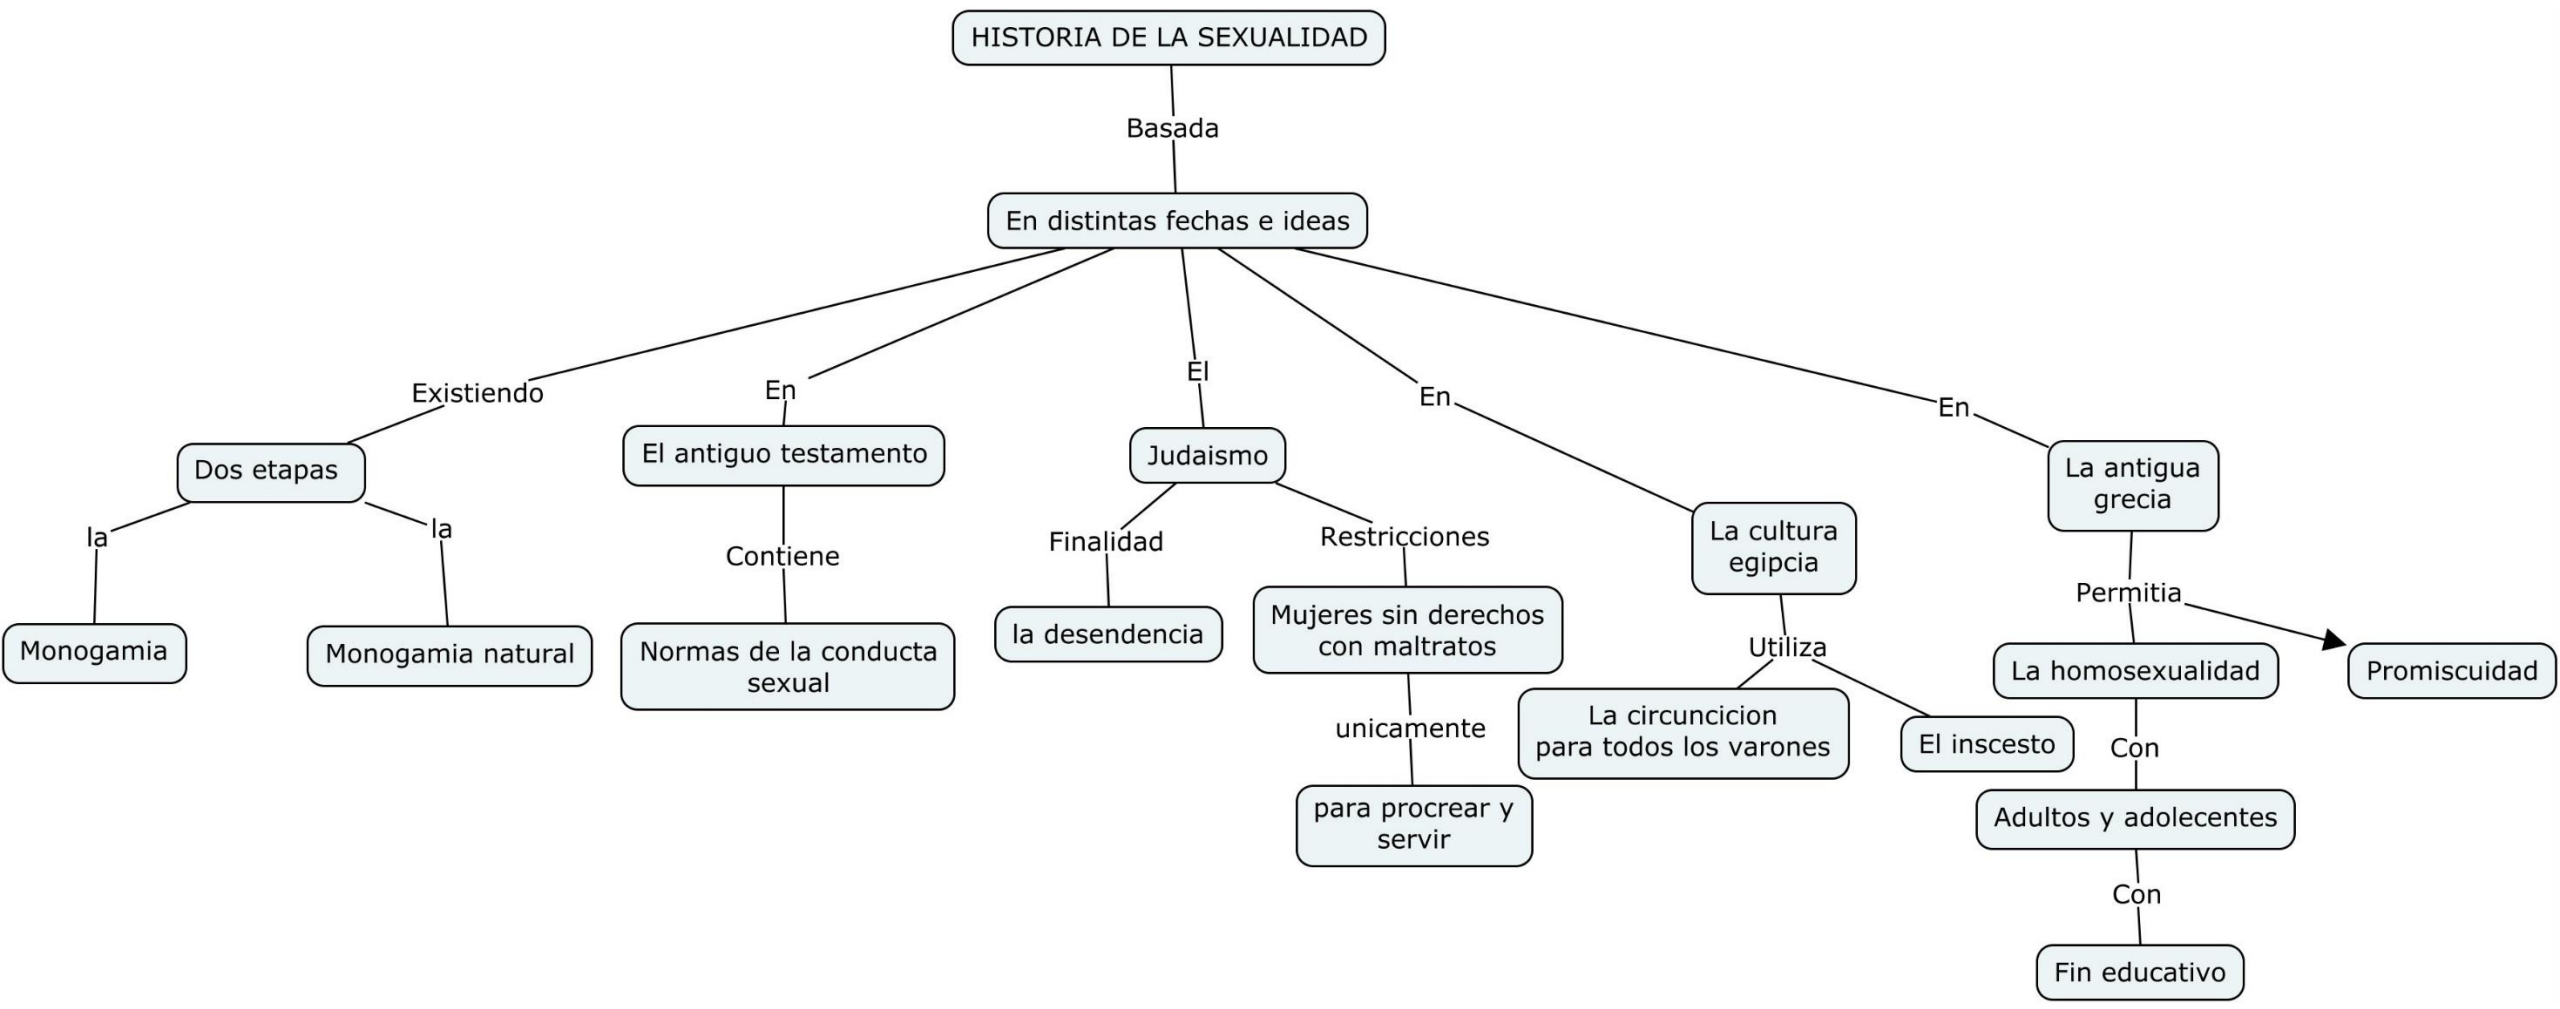 HISTORIA DE LA SEXUALIDAD
Basada
En distintas fechas e ideas
Existiendo
En
El
En
En
Dos etapas
El antiguo testamento
Judaismo
La cultura
egipcia
La antigua
grecia
la
la
Contiene
Finalidad
Restricciones
Utiliza
Permitia
Monogamia
Monogamia natural
Normas de la conducta
sexual
la desendencia
Mujeres sin derechos
con maltratos
unicamente
para procrear y
servir
La circuncicion
para todos los varones
El inscesto
La homosexualidad
Promiscuidad
Con
Adultos y adolecentes
Con
Fin educativo